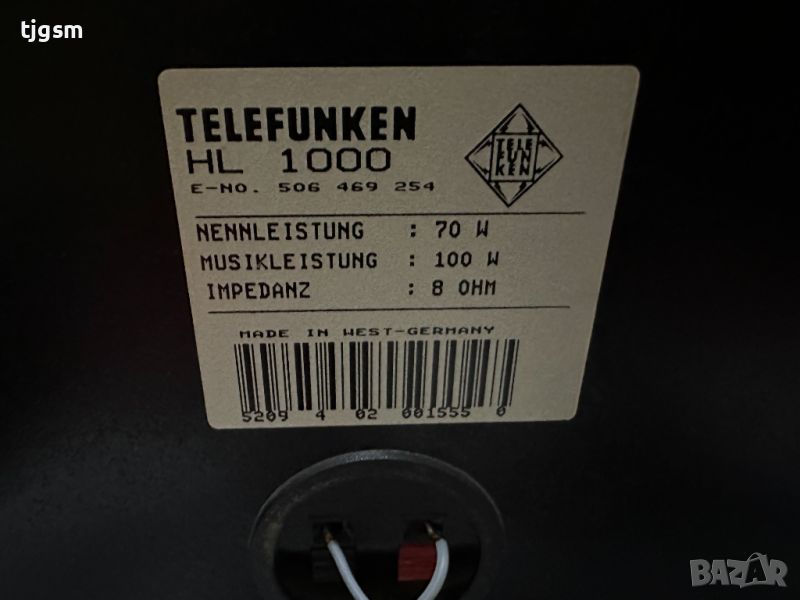 tjgsm
TELEFUNKEN
HL 1000
E-NO. 506 469 254
TELE
FUN
KEN
NENNLEISTUNG : 70 W
MUSIKLEISTUNG : 100 W
IMPEDANZ : 8 OHM
MADE IN WEST-GERMANY
5209 4 02 001555 0
BAZAR